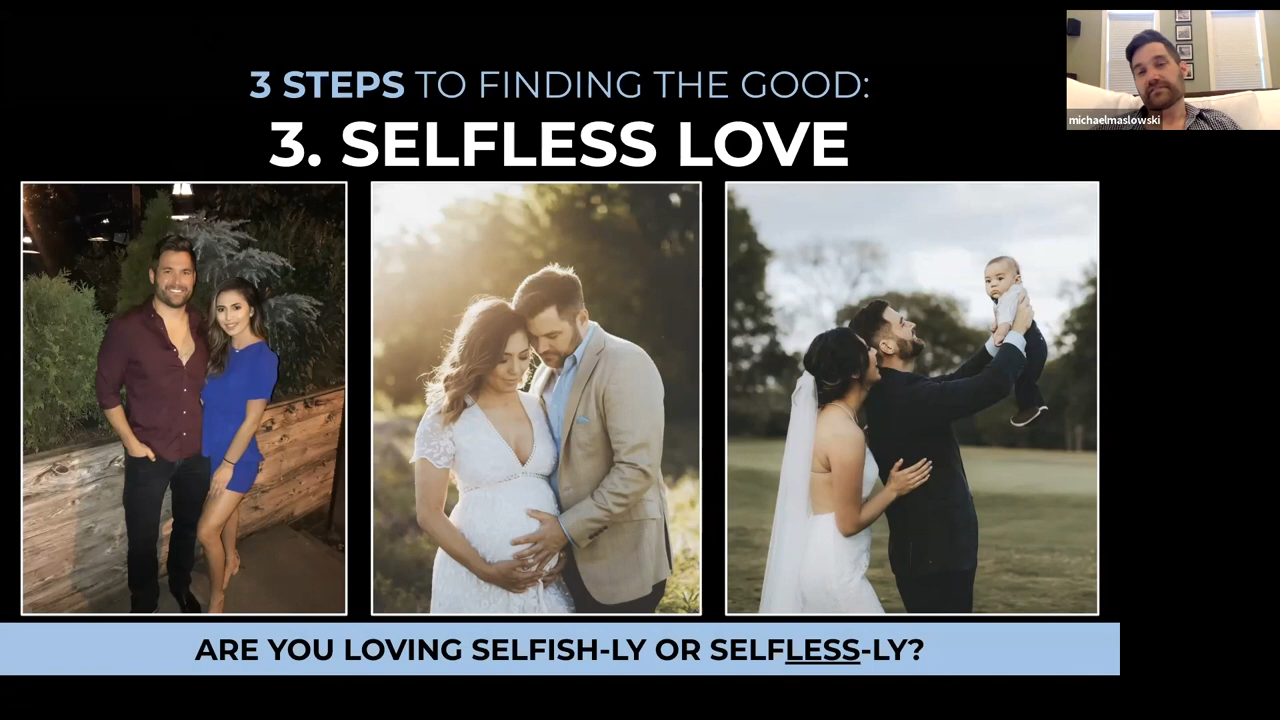 3 STEPS TO FINDING THE GOOD:
3. SELFLESS LOVE
michaelmaslowski
ARE YOU LOVING SELFISH-LY OR SELFLESS-LY?